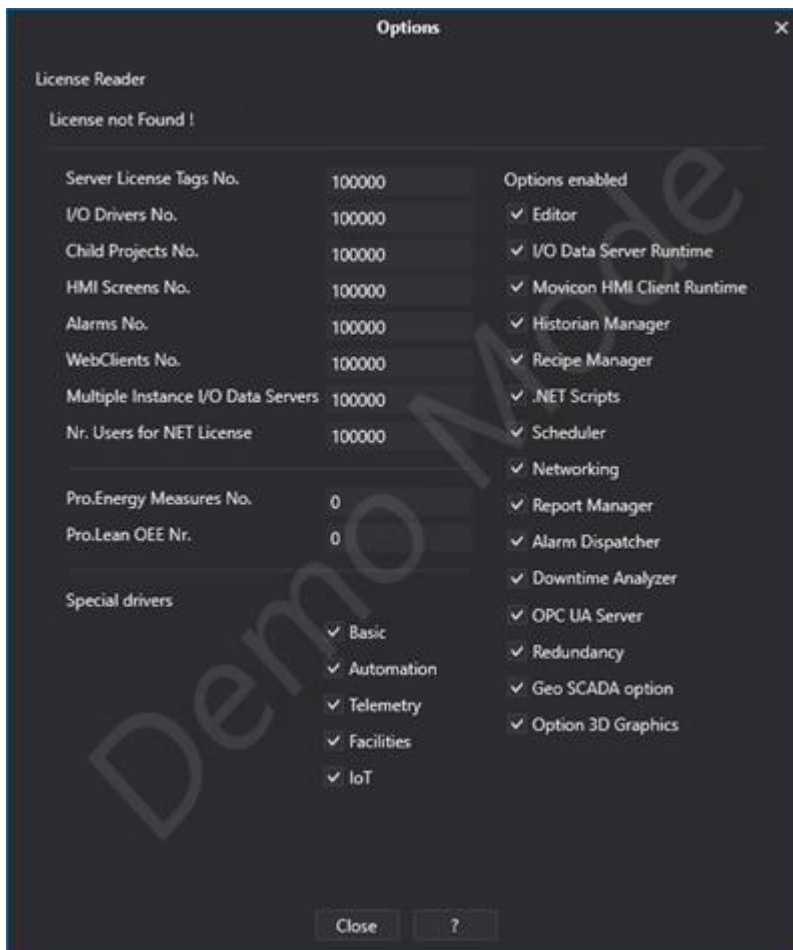 Options
License Reader
License not Found !
Server License Tags No. 100000
I/O Drivers No. 100000
Child Projects No. 100000
HMI Screens No. 100000
Alarms No. 100000
WebClients No. 100000
Multiple Instance I/O Data Servers 100000
Nr. Users for NET License 100000
Pro.Energy Measures No. 0
Pro.Lean OEE Nr. 0
Special drivers
Basic
Automation
Telemetry
Facilities
IoT
Options enabled
Editor
I/O Data Server Runtime
Movicon HMI Client Runtime
Historian Manager
Recipe Manager
.NET Scripts
Scheduler
Networking
Report Manager
Alarm Dispatcher
Downtime Analyzer
OPC UA Server
Redundancy
Geo SCADA option
Option 3D Graphics
Demo Mode
Close ?